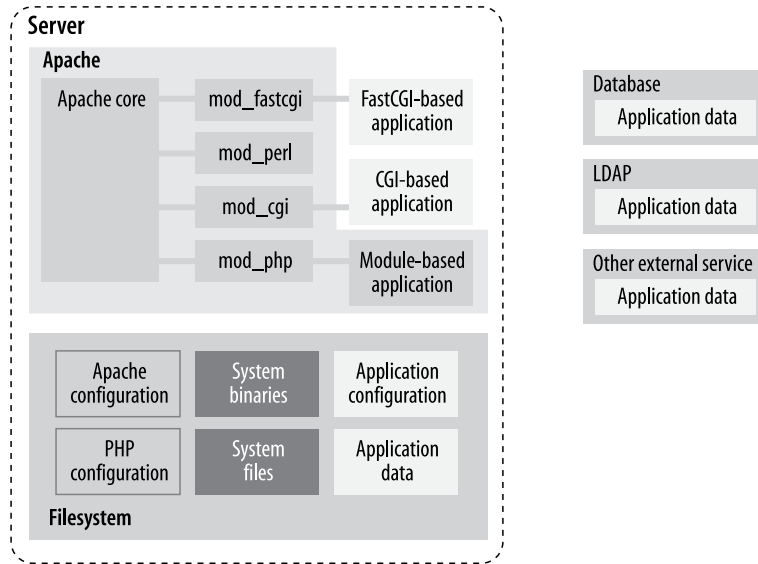 Server
Apache
Apache core
mod_fastcgi
FastCGI-based
application
mod_perl
CGI-based
application
mod_cgi
mod_php
Module-based
application
Apache
configuration
System
binaries
Application
configuration
PHP
configuration
System
files
Application
data
Filesystem
Database
Application data
LDAP
Application data
Other external service
Application data